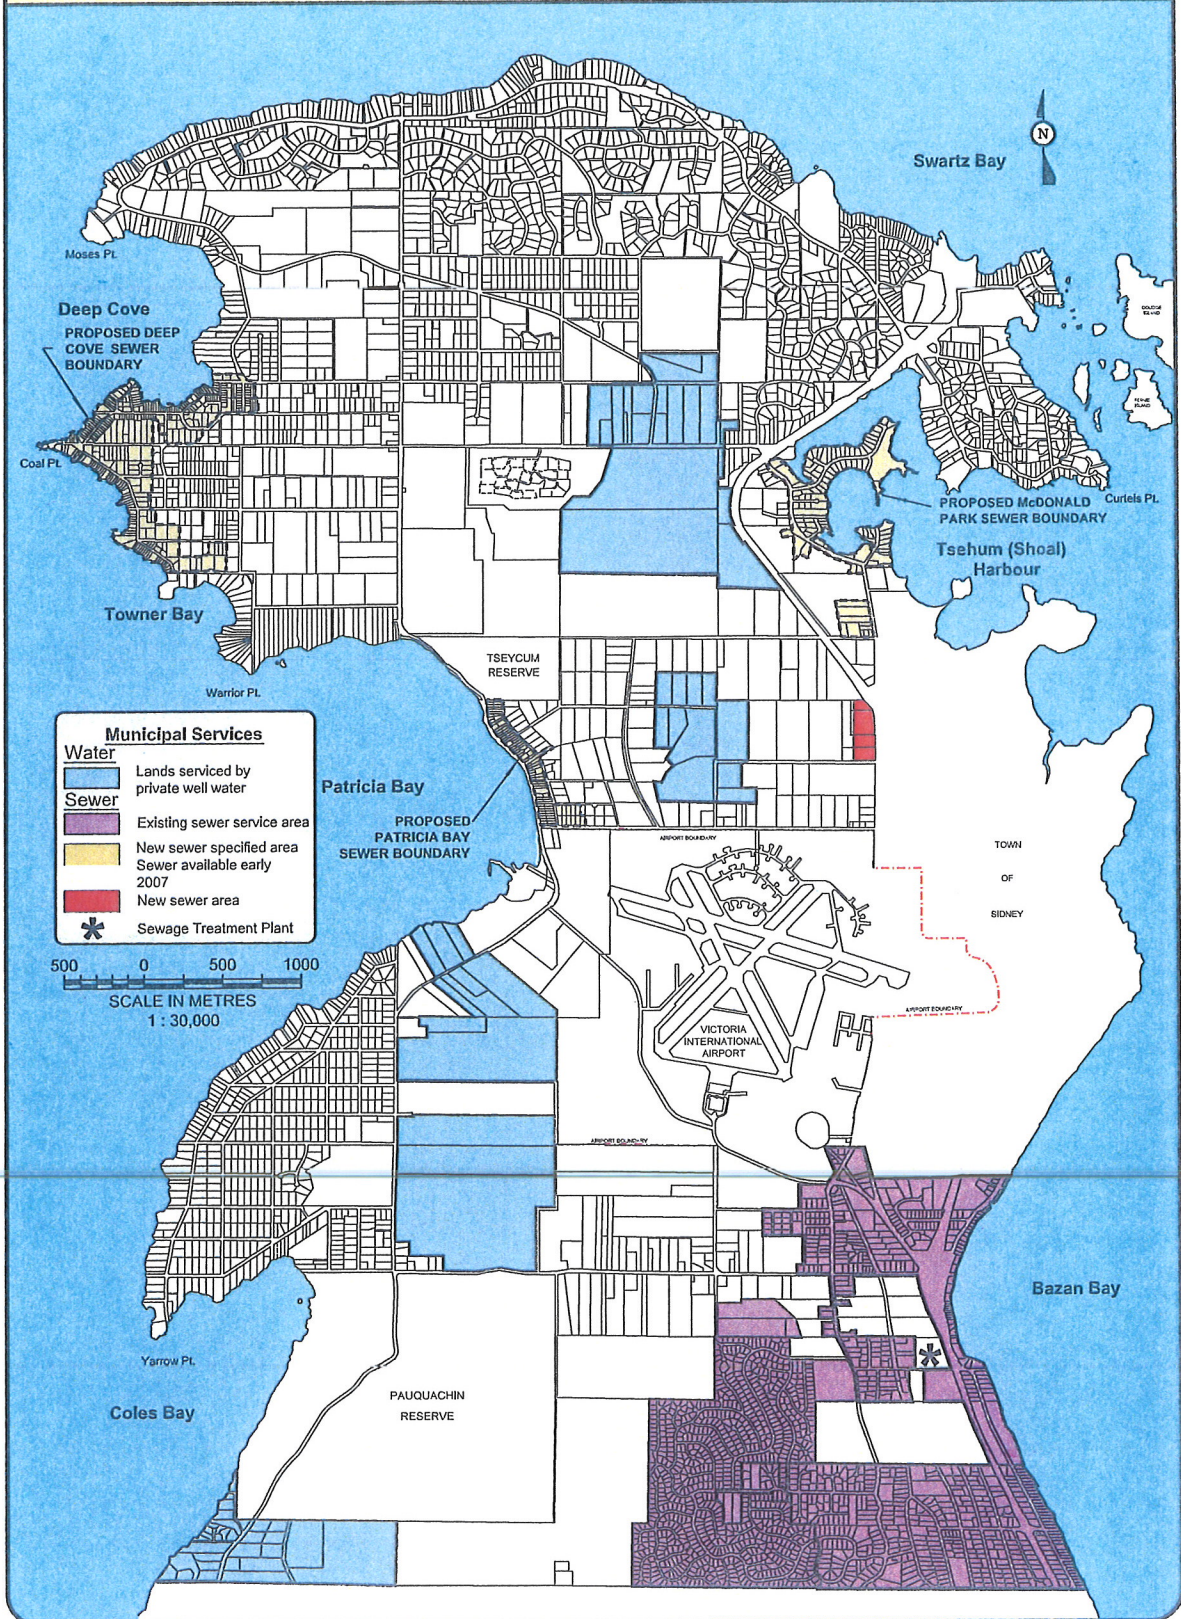 N
Swartz Bay
Moses Pt.
Deep Cove
PROPOSED DEEP
COVE SEWER
BOUNDARY
Coal Pt.
PROPOSED McDONALD
PARK SEWER BOUNDARY
Curteis Pt.
Tsehum (Shoal)
Harbour
Towner Bay
TSEYCUM
RESERVE
Warrior Pt.
Municipal Services
Water
Lands serviced by
private well water
Sewer
Existing sewer service area
New sewer specified area
Sewer available early
2007
New sewer area
Sewage Treatment Plant
Patricia Bay
PROPOSED
PATRICIA BAY
SEWER BOUNDARY
AIRPORT BOUNDARY
TOWN
OF
SIDNEY
500 0 500 1000
SCALE IN METRES
1 : 30,000
AIRPORT BOUNDARY
VICTORIA
INTERNATIONAL
AIRPORT
AIRPORT BOUNDARY
Bazan Bay
Yarrow Pt.
PAUQUACHIN
RESERVE
Coles Bay